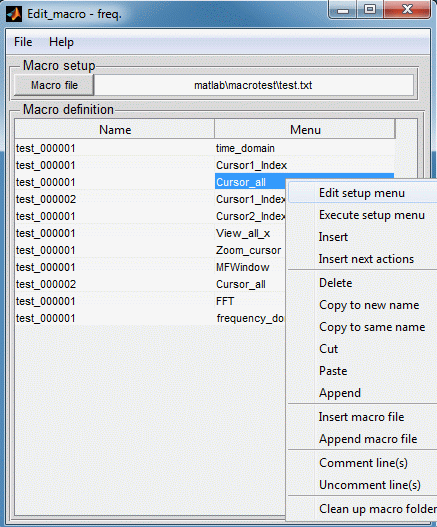 Edit_macro - freq.
File Help
Macro setup
Macro file matlab\macrotest\test.txt
Macro definition
Name Menu
test_000001 time_domain
test_000001 Cursor1_Index
test_000001 Cursor_all
test_000002 Cursor1_Index
test_000001 Cursor2_Index
test_000001 View_all_x
test_000001 Zoom_cursor
test_000001 MFWindow
test_000002 Cursor_all
test_000001 FFT
test_000001 frequency_do
Edit setup menu
Execute setup menu
Insert
Insert next actions
Delete
Copy to new name
Copy to same name
Cut
Paste
Append
Insert macro file
Append macro file
Comment line(s)
Uncomment line(s)
Clean up macro folder